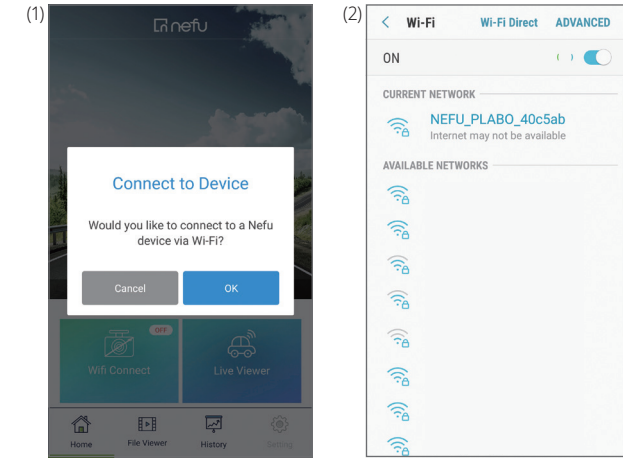 (1)
nefu
Connect to Device
Would you like to connect to a Nefu
device via Wi-Fi?
Cancel OK
OFF
Wifi Connect Live Viewer
Home File Viewer History Setting
(2)
Wi-Fi Wi-Fi Direct ADVANCED
ON
CURRENT NETWORK
NEFU_PLABO_40c5ab
Internet may not be available
AVAILABLE NETWORKS